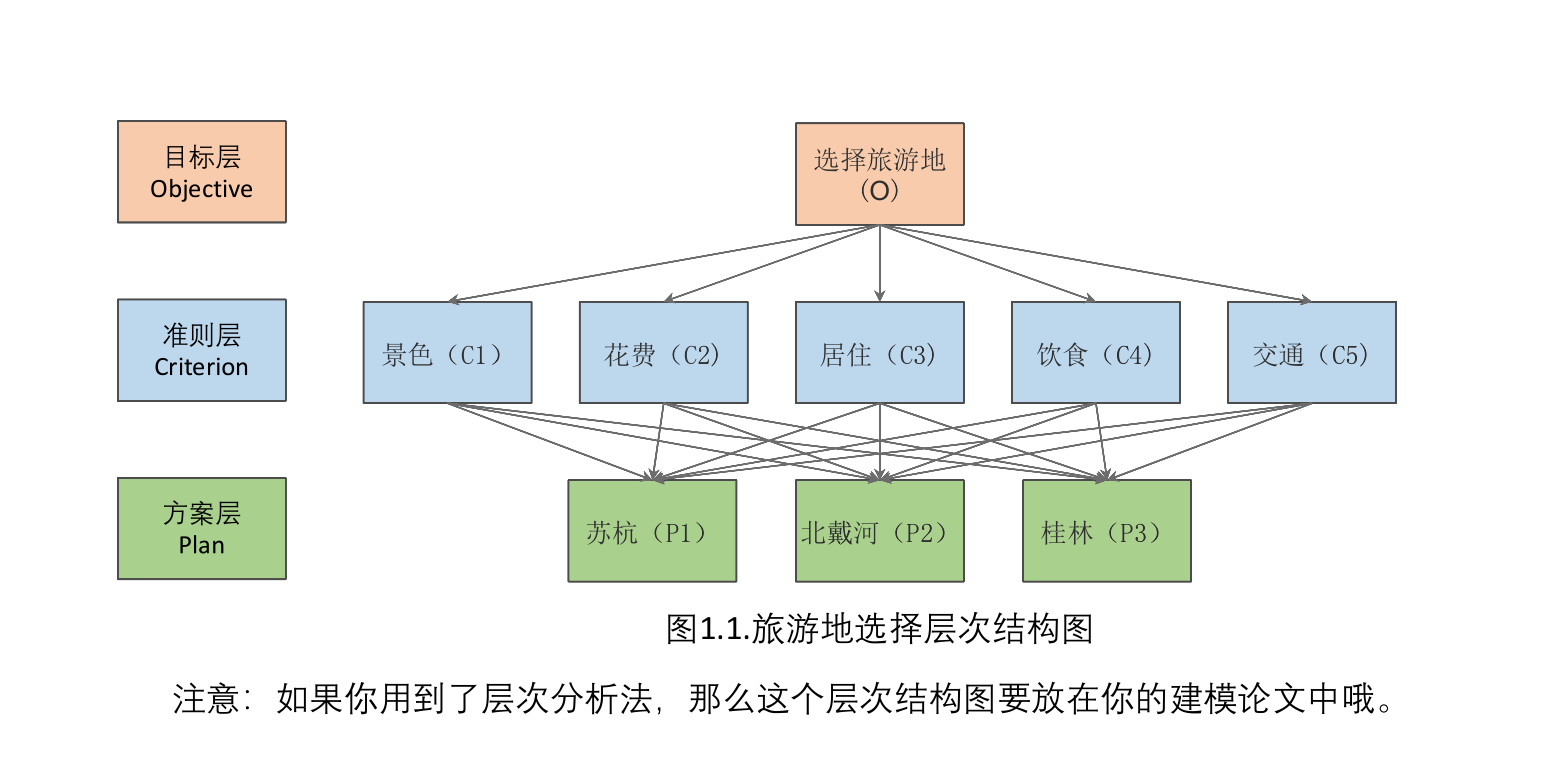 目标层
Objective
选择旅游地
(O)
准则层
Criterion
景色（C1）
花费（C2)
居住（C3)
饮食（C4)
交通（C5)
方案层
Plan
苏杭（P1）
北戴河（P2）
桂林（P3）
图1.1.旅游地选择层次结构图
注意：如果你用到了层次分析法，那么这个层次结构图要放在你的建模论文中哦。